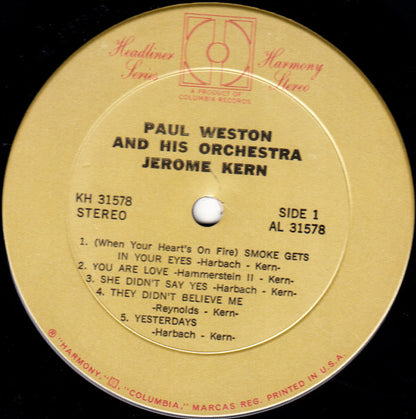 Headliner Harmony
Series Stereo
A PRODUCT OF
COLUMBIA RECORDS
PAUL WESTON
AND HIS ORCHESTRA
JEROME KERN
KH 31578 SIDE 1
STEREO AL 31578
1. (When Your Heart's On Fire) SMOKE GETS
IN YOUR EYES -Harbach - Kern-
2. YOU ARE LOVE -Hammerstein II - Kern-
3. SHE DIDN'T SAY YES -Harbach - Kern-
4. THEY DIDN'T BELIEVE ME
-Reynolds - Kern-
5. YESTERDAYS
-Harbach - Kern-
® "HARMONY," "COLUMBIA," MARCAS REG. PRINTED IN U.S.A.